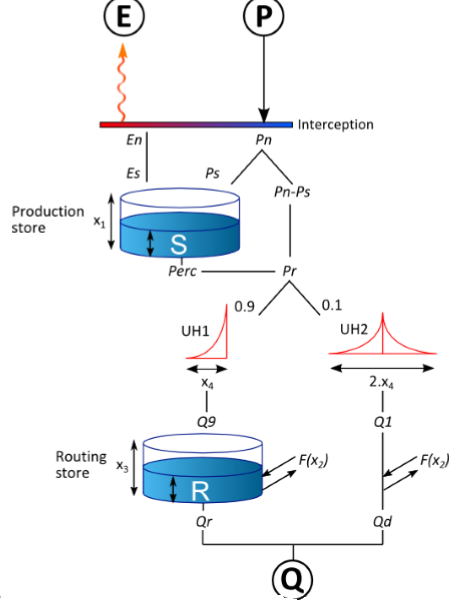 E P
Interception
En Pn
Es Ps
Pn-Ps
Production
store
x1
S
Perc Pr
0.9 0.1
UH1 UH2
x4 2.x4
Q9 Q1
Routing
store
x3
F(x2) F(x2)
R
Qr Qd
Q